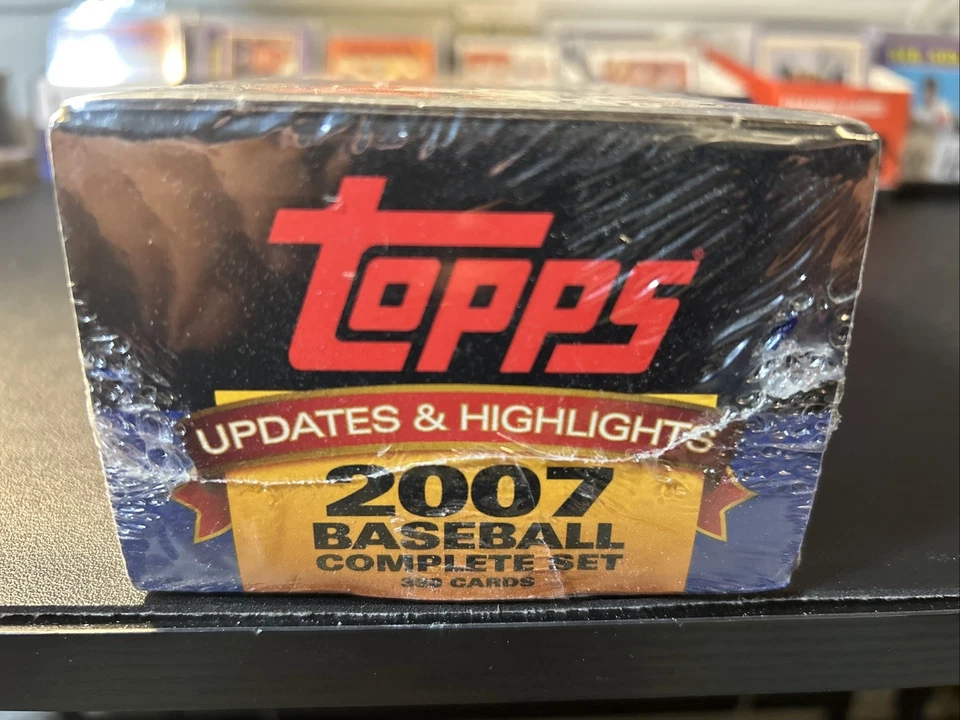 topps
UPDATES & HIGHLIGHTS
2007
BASEBALL
COMPLETE SET
CARDS